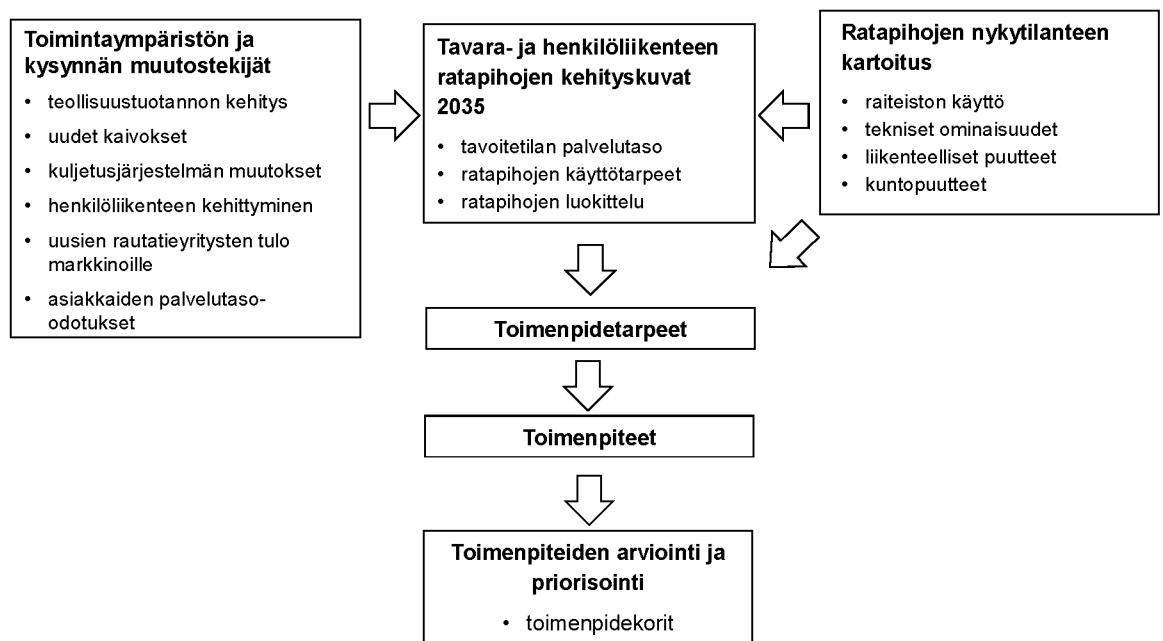 Toimintaympäristön ja
kysynnän muutostekijät
• teollisuustuotannon kehitys
• uudet kaivokset
• kuljetusjärjestelmän muutokset
• henkilöliikenteen kehittyminen
• uusien rautatieyritysten tulo
markkinoille
• asiakkaiden palvelutaso-
odotukset
Tavara- ja henkilöliikenteen
ratapihojen kehityskuvat
2035
• tavoitetilan palvelutaso
• ratapihojen käyttötarpeet
• ratapihojen luokittelu
Ratapihojen nykytilanteen
kartoitus
• raiteiston käyttö
• tekniset ominaisuudet
• liikenteelliset puutteet
• kuntopuutteet
Toimenpidetarpeet
Toimenpiteet
Toimenpiteiden arviointi ja
priorisointi
• toimenpidekorit